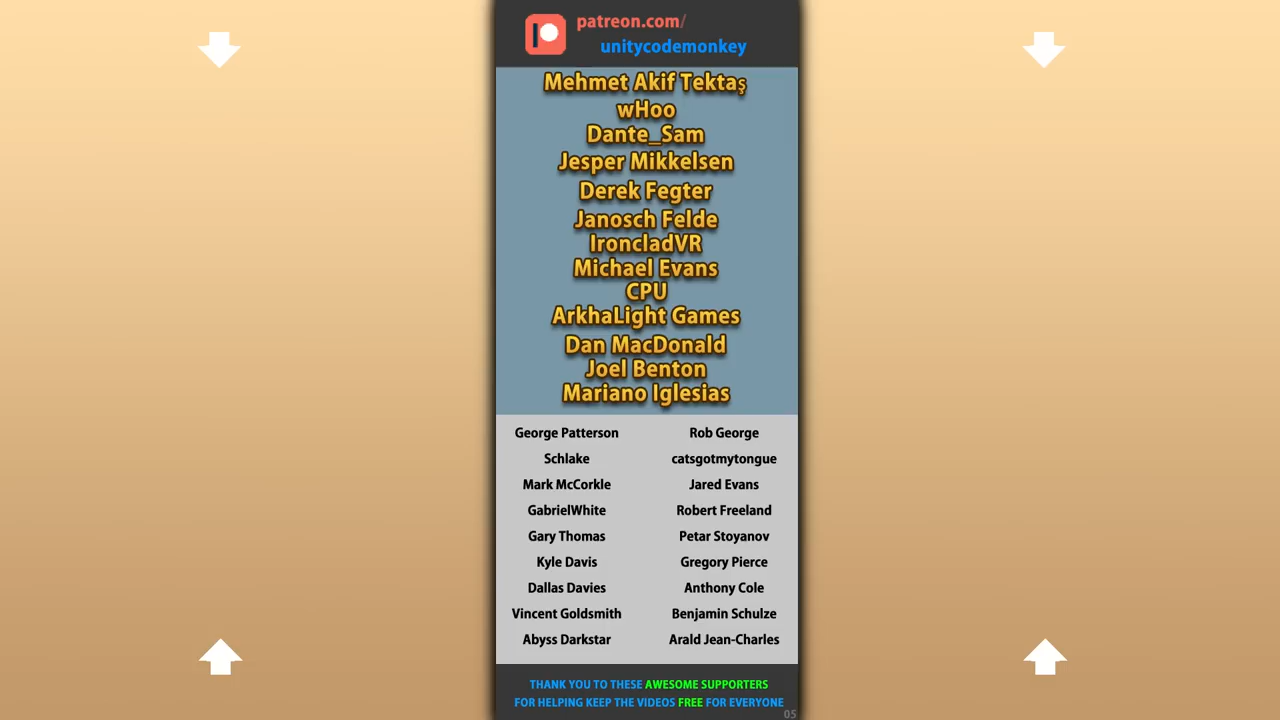 patreon.com/
unitycodemonkey
Mehmet Akif Tektaş
wHoo
Dante_Sam
Jesper Mikkelsen
Derek Fegter
Janosch Felde
IroncladVR
Michael Evans
CPU
ArkhaLight Games
Dan MacDonald
Joel Benton
Mariano Iglesias
George Patterson Rob George
Schlake catsgotmytongue
Mark McCorkle Jared Evans
GabrielWhite Robert Freeland
Gary Thomas Petar Stoyanov
Kyle Davis Gregory Pierce
Dallas Davies Anthony Cole
Vincent Goldsmith Benjamin Schulze
Abyss Darkstar Arald Jean-Charles
THANK YOU TO THESE AWESOME SUPPORTERS
FOR HELPING KEEP THE VIDEOS FREE FOR EVERYONE
05